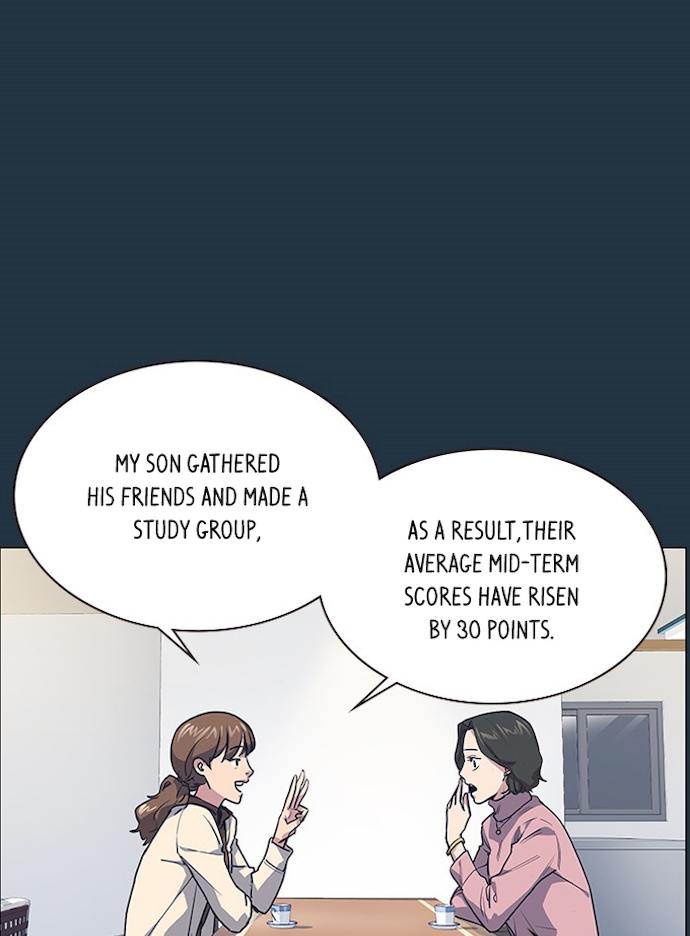 MY SON GATHERED
HIS FRIENDS AND MADE A
STUDY GROUP,
AS A RESULT,THEIR
AVERAGE MID-TERM
SCORES HAVE RISEN
BY 30 POINTS.